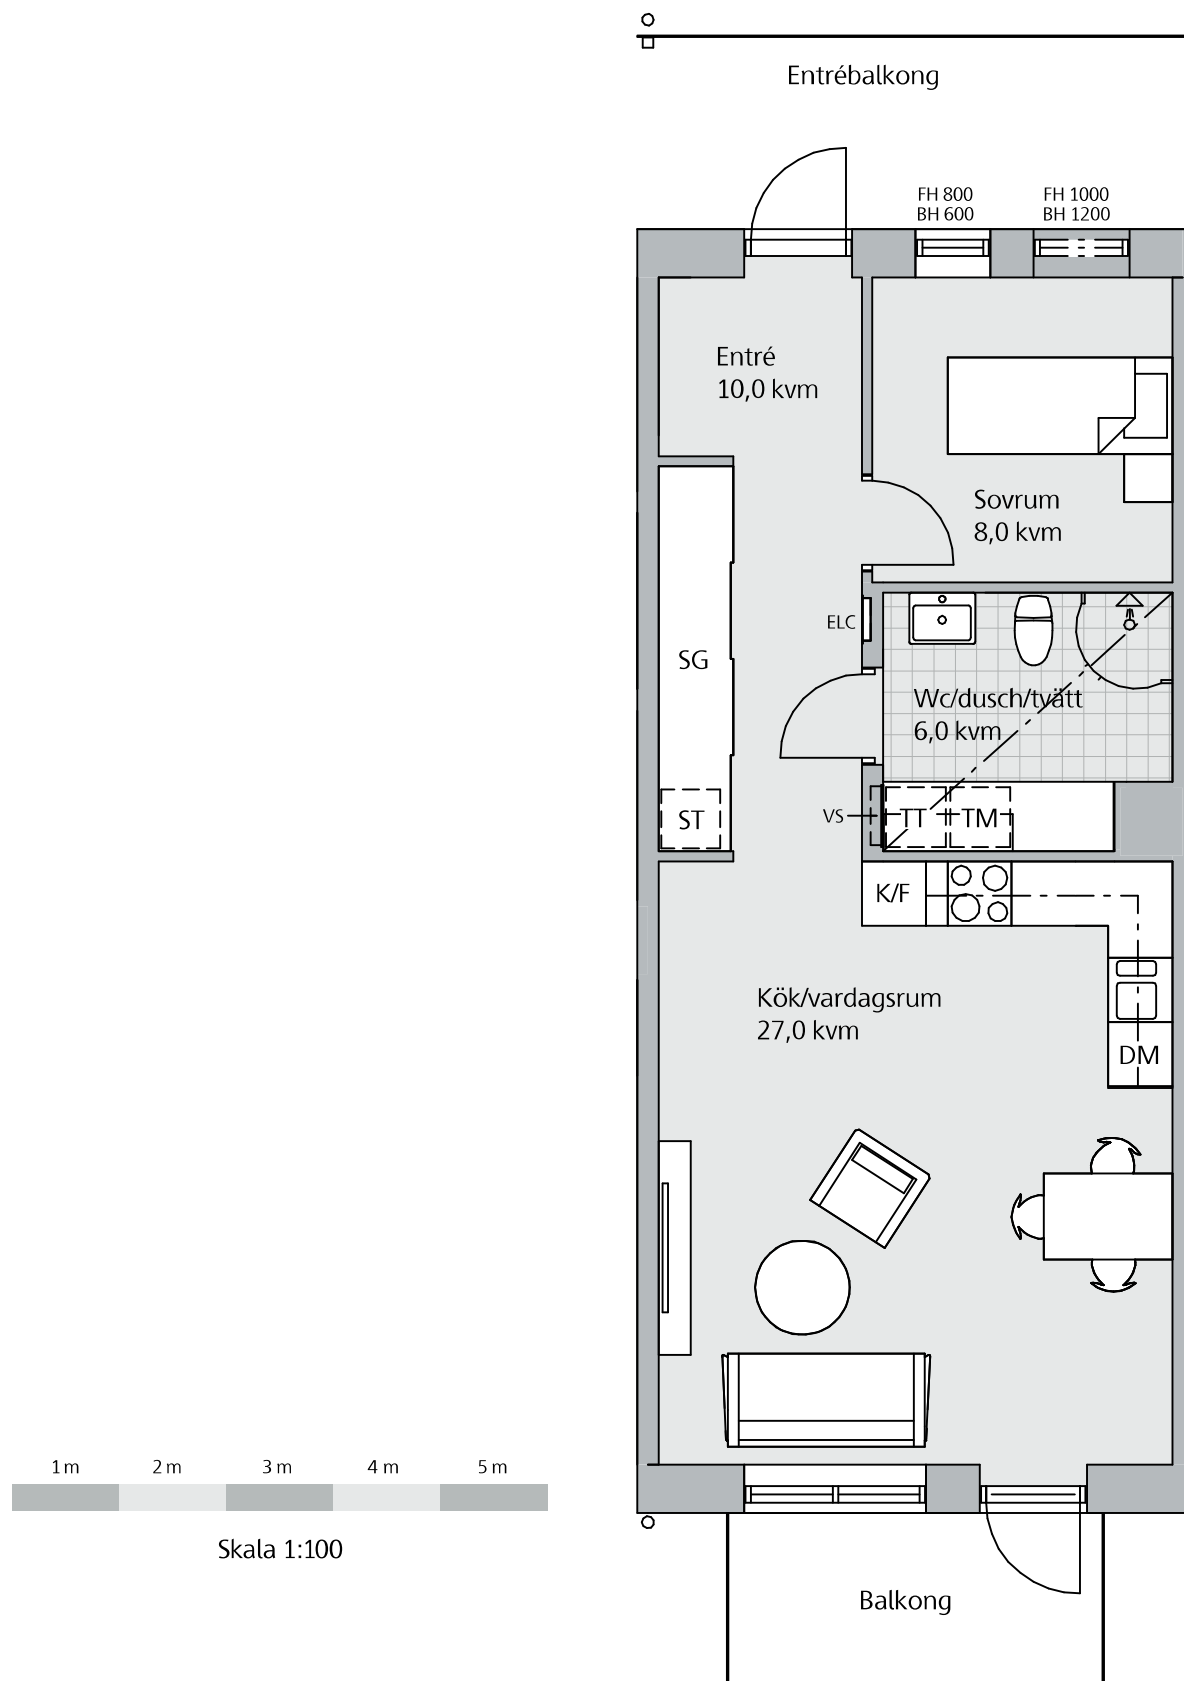 Entrébalkong
FH 800
BH 600
FH 1000
BH 1200
Entré
10,0 kvm
Sovrum
8,0 kvm
ELC
SG
Wc/dusch/tvätt
6,0 kvm
ST
VS
TT
TM
K/F
Kök/vardagsrum
27,0 kvm
DM
1 m
2 m
3 m
4 m
5 m
Skala 1:100
Balkong